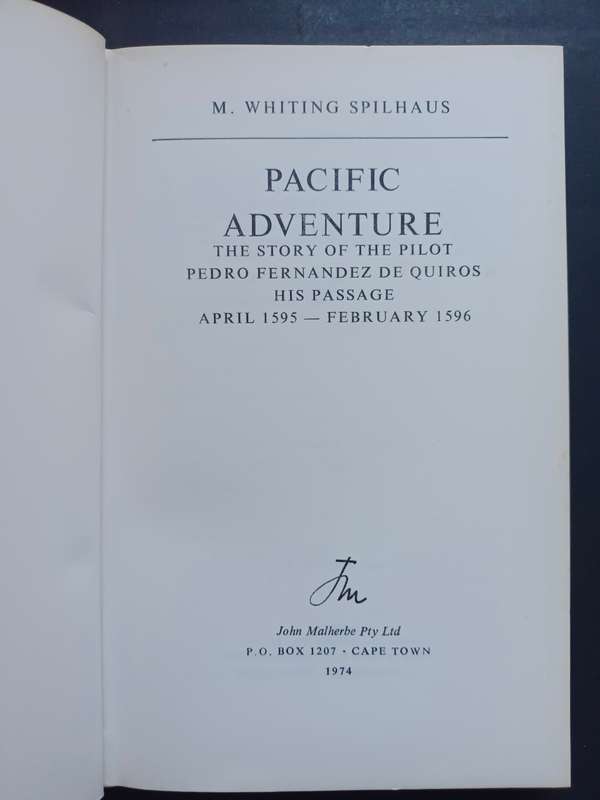 M. WHITING SPILHAUS
PACIFIC
ADVENTURE
THE STORY OF THE PILOT
PEDRO FERNANDEZ DE QUIROS
HIS PASSAGE
APRIL 1595 — FEBRUARY 1596
Jm
John Malherbe Pty Ltd
P.O. BOX 1207 · CAPE TOWN
1974